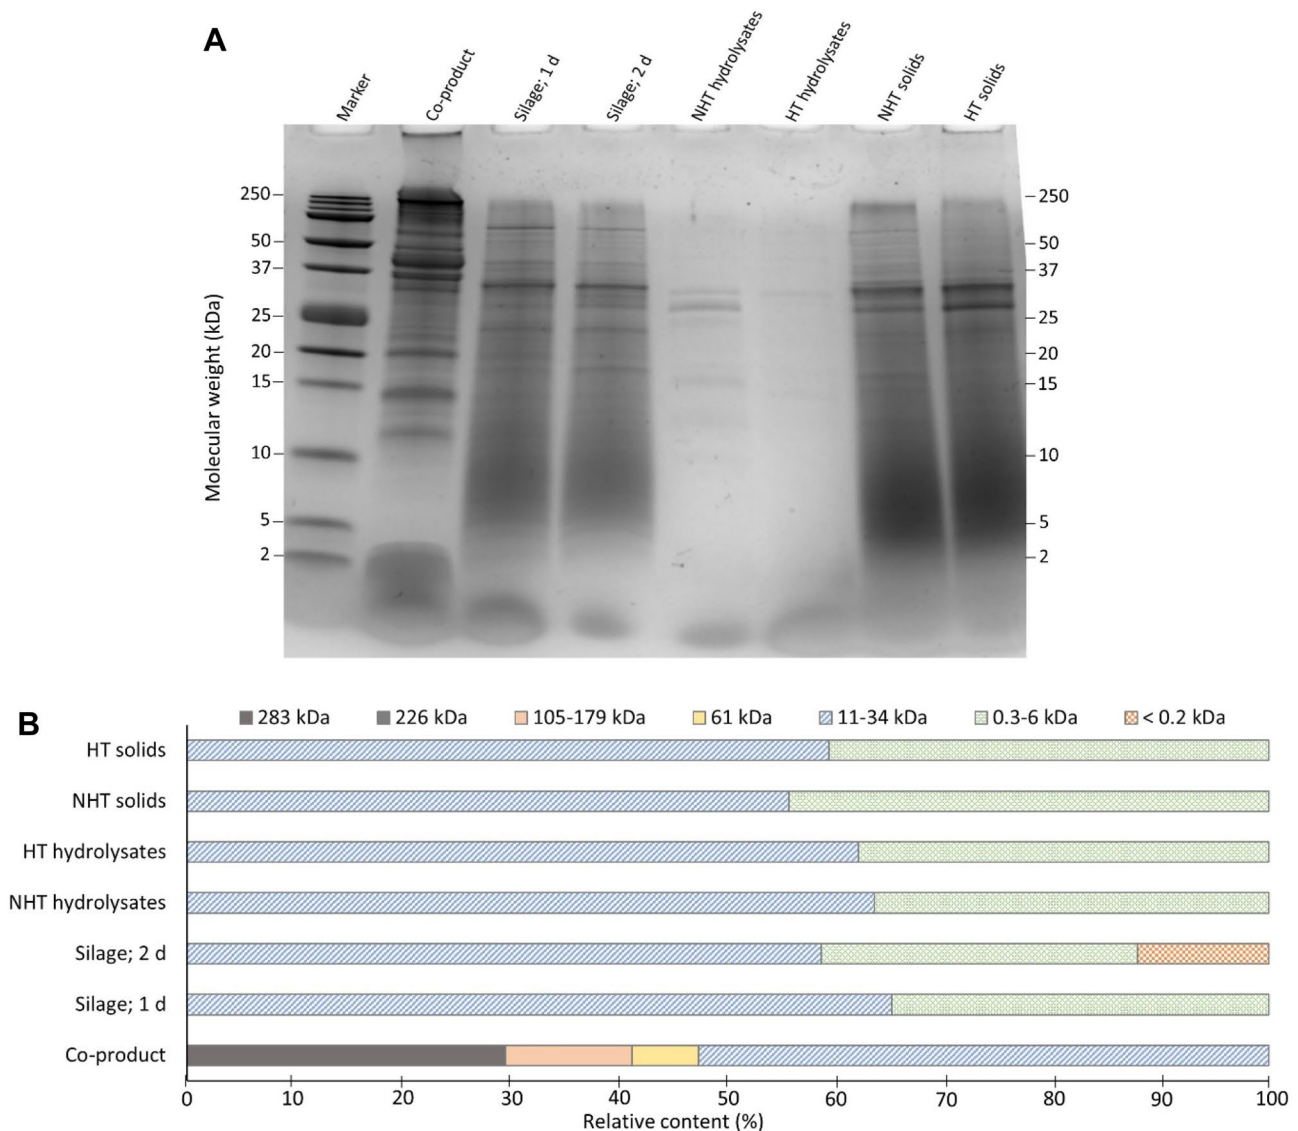 A
Marker
Co-product
Silage; 1 d
Silage; 2 d
NHT hydrolysates
HT hydrolysates
NHT solids
HT solids
Molecular weight (kDa)
250
50
37
25
20
15
10
5
2
250
50
37
25
20
15
10
5
2
B
283 kDa 226 kDa 105-179 kDa 61 kDa 11-34 kDa 0.3-6 kDa < 0.2 kDa
HT solids
NHT solids
HT hydrolysates
NHT hydrolysates
Silage; 2 d
Silage; 1 d
Co-product
0 10 20 30 40 50 60 70 80 90 100
Relative content (%)